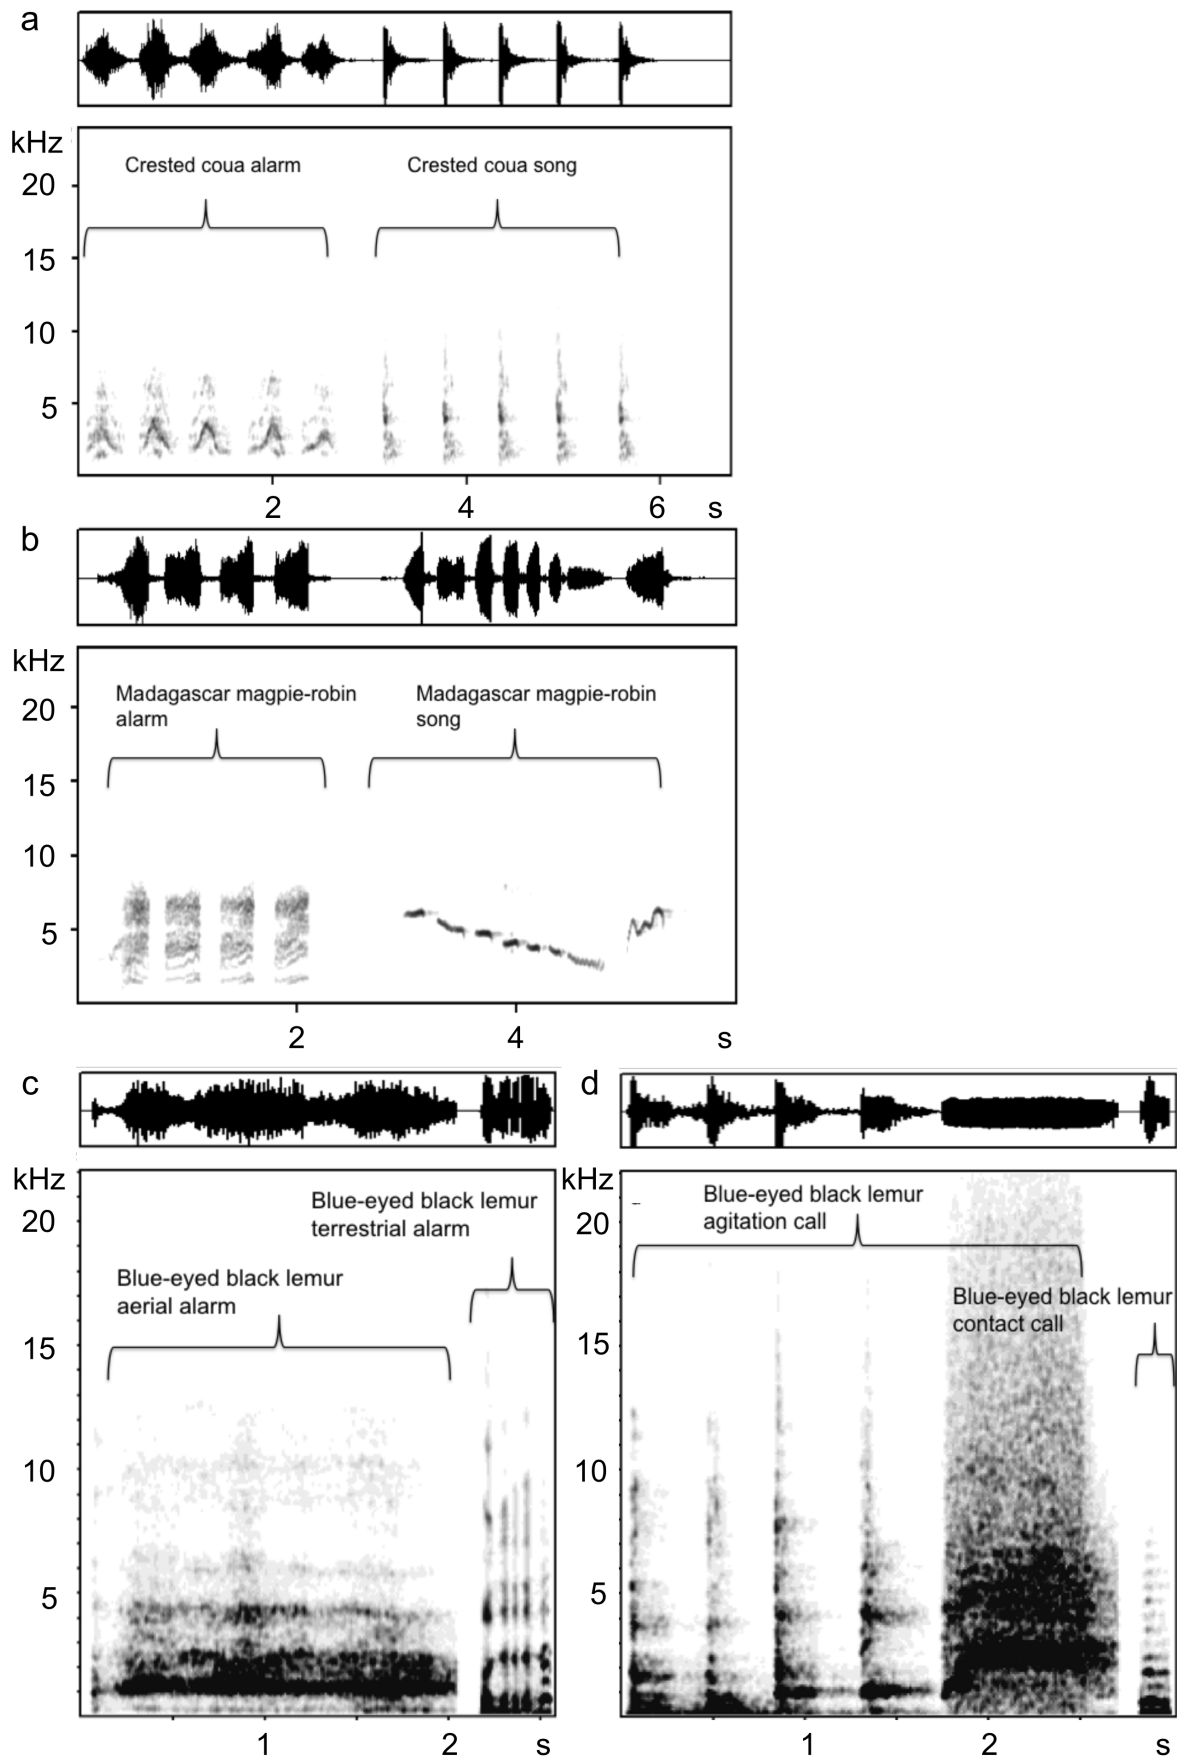 a
kHz
Crested coua alarm
Crested coua song
20
15
10
5
2
4
6
s
b
kHz
Madagascar magpie-robin
alarm
Madagascar magpie-robin
song
20
15
10
5
2
4
s
c
kHz
Blue-eyed black lemur
terrestrial alarm
20
Blue-eyed black lemur
aerial alarm
15
10
5
1
2
s
d
kHz
Blue-eyed black lemur
agitation call
20
Blue-eyed black lemur
contact call
15
10
5
1
2
s